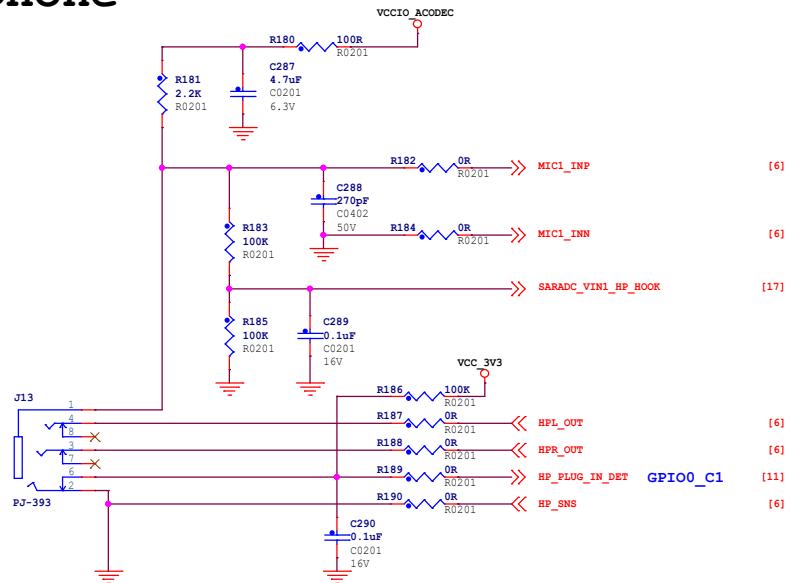 VCCIO_ACODEC
R180 100R
R0201
R181
2.2K
R0201
C287
4.7uF
C0201
6.3V
R182 0R
R0201
MIC1_INP [6]
C288
270pF
C0402
50V
R184 0R
R0201
MIC1_INN [6]
R183
100K
R0201
SARADC_VIN1_HP_HOOK [17]
R185
100K
R0201
C289
0.1uF
C0201
16V
VCC_3V3
R186 100K
R0201
J13
1
4
8
3
7
6
2
PJ-393
R187 0R
R0201
HPL_OUT [6]
R188 0R
R0201
HPR_OUT [6]
R189 0R
R0201
HP_PLUG_IN_DET GPIO0_C1 [11]
R190 0R
R0201
HP_SNS [6]
C290
0.1uF
C0201
16V